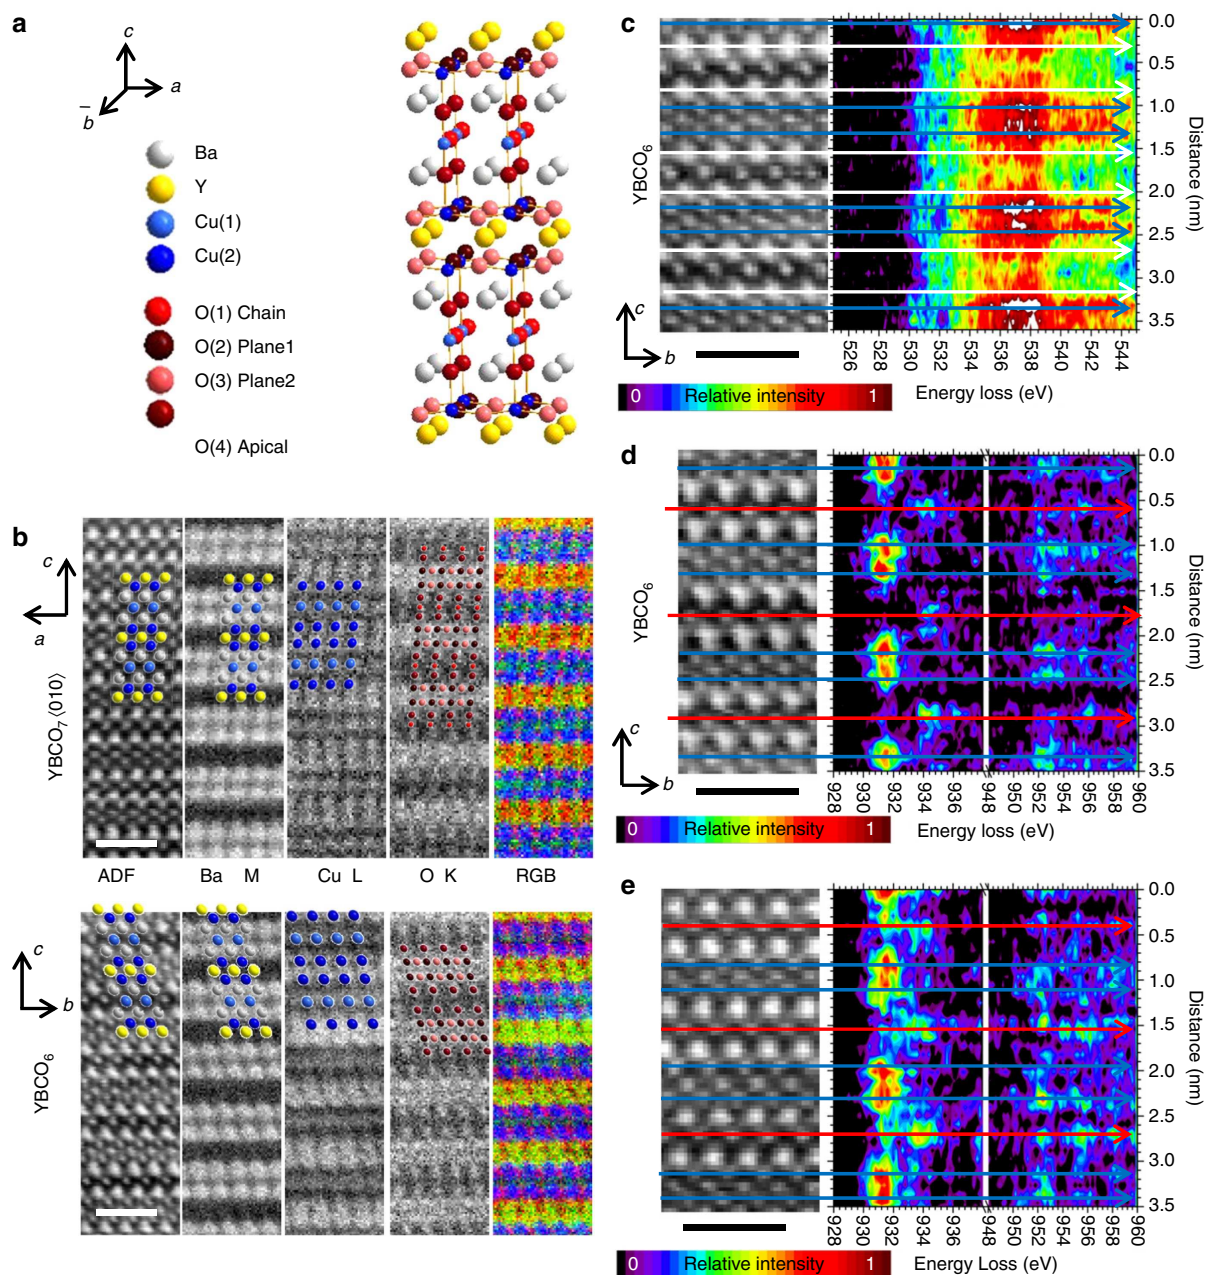 a
c
a
b
Ba
Y
Cu(1)
Cu(2)
O(1) Chain
O(2) Plane1
O(3) Plane2
O(4) Apical
b
c
a
YBCO7 ⟨010⟩
ADF Ba M Cu L O K RGB
c
b
YBCO6
c
YBCO6
c
b
0.0
0.5
1.0
1.5
2.0
2.5
3.0
3.5
Distance (nm)
526 528 530 532 534 536 538 540 542 544
0 Relative intensity 1
Energy loss (eV)
d
YBCO6
c
b
0.0
0.5
1.0
1.5
2.0
2.5
3.0
3.5
Distance (nm)
928 930 932 934 936 948 950 952 954 956 958 960
0 Relative intensity 1
Energy loss (eV)
e
0.0
0.5
1.0
1.5
2.0
2.5
3.0
3.5
Distance (nm)
928 930 932 934 936 948 950 952 954 956 958 960
0 Relative intensity 1
Energy Loss (eV)